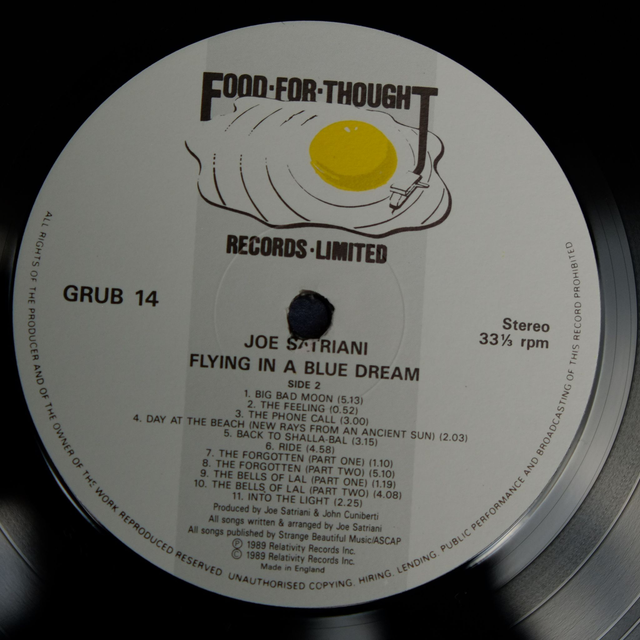 FOOD·FOR·THOUGHT
RECORDS·LIMITED
GRUB 14
Stereo
33⅓ rpm
JOE SATRIANI
FLYING IN A BLUE DREAM
SIDE 2
1. BIG BAD MOON (5.13)
2. THE FEELING (0.52)
3. THE PHONE CALL (3.00)
4. DAY AT THE BEACH (NEW RAYS FROM AN ANCIENT SUN) (2.03)
5. BACK TO SHALLA-BAL (3.15)
6. RIDE (4.58)
7. THE FORGOTTEN (PART ONE) (1.10)
8. THE FORGOTTEN (PART TWO) (5.10)
9. THE BELLS OF LAL (PART ONE) (1.19)
10. THE BELLS OF LAL (PART TWO) (4.08)
11. INTO THE LIGHT (2.25)
Produced by Joe Satriani & John Cuniberti
All songs written & arranged by Joe Satriani
All songs published by Strange Beautiful Music/ASCAP
℗ 1989 Relativity Records Inc.
© 1989 Relativity Records Inc.
Made in England
ALL RIGHTS OF THE PRODUCER AND OF THE OWNER OF THE WORK REPRODUCED RESERVED. UNAUTHORISED COPYING, HIRING, LENDING, PUBLIC PERFORMANCE AND BROADCASTING OF THIS RECORD PROHIBITED